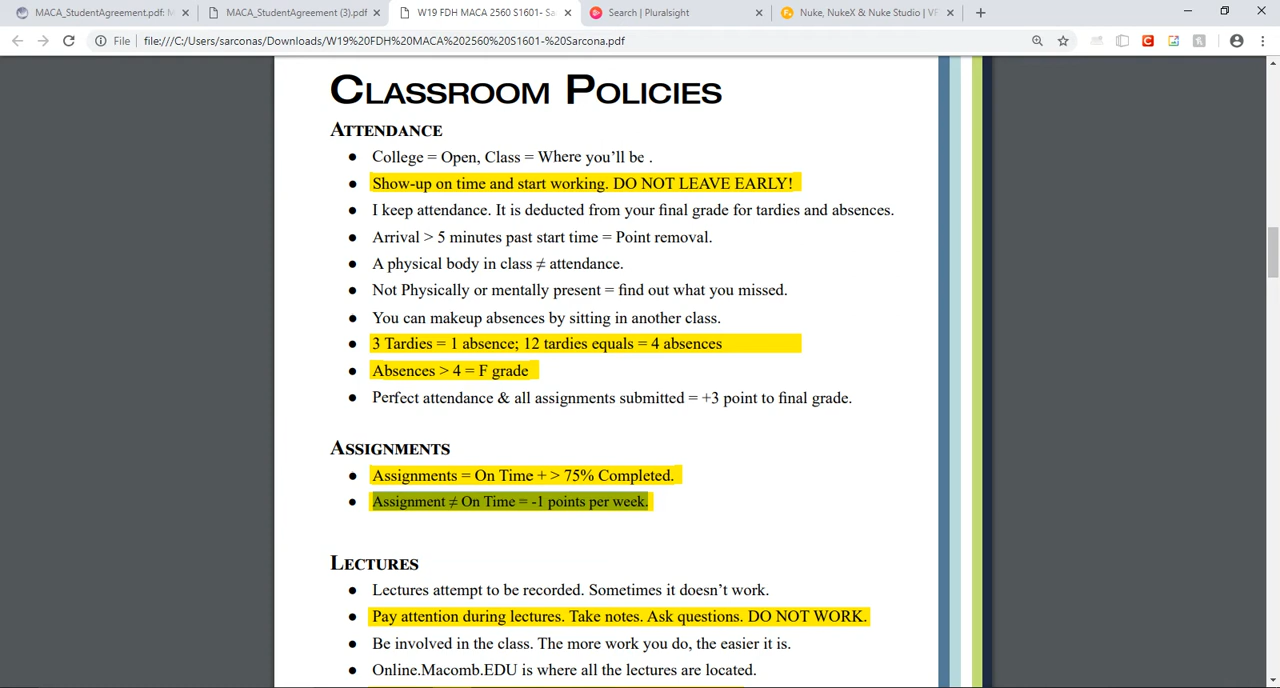 MACA_StudentAgreement.pdf: M
MACA_StudentAgreement (3).pdf
W19 FDH MACA 2560 S1601- Sa
Search | Pluralsight
Nuke, NukeX & Nuke Studio | VF
File
file:///C:/Users/sarconas/Downloads/W19%20FDH%20MACA%202560%20S1601-%20Sarcona.pdf
CLASSROOM POLICIES
ATTENDANCE
● College = Open, Class = Where you’ll be .
● Show-up on time and start working. DO NOT LEAVE EARLY!
● I keep attendance. It is deducted from your final grade for tardies and absences.
● Arrival > 5 minutes past start time = Point removal.
● A physical body in class ≠ attendance.
● Not Physically or mentally present = find out what you missed.
● You can makeup absences by sitting in another class.
● 3 Tardies = 1 absence; 12 tardies equals = 4 absences
● Absences > 4 = F grade
● Perfect attendance & all assignments submitted = +3 point to final grade.
ASSIGNMENTS
● Assignments = On Time + > 75% Completed.
● Assignment ≠ On Time = -1 points per week.
LECTURES
● Lectures attempt to be recorded. Sometimes it doesn’t work.
● Pay attention during lectures. Take notes. Ask questions. DO NOT WORK.
● Be involved in the class. The more work you do, the easier it is.
● Online.Macomb.EDU is where all the lectures are located.